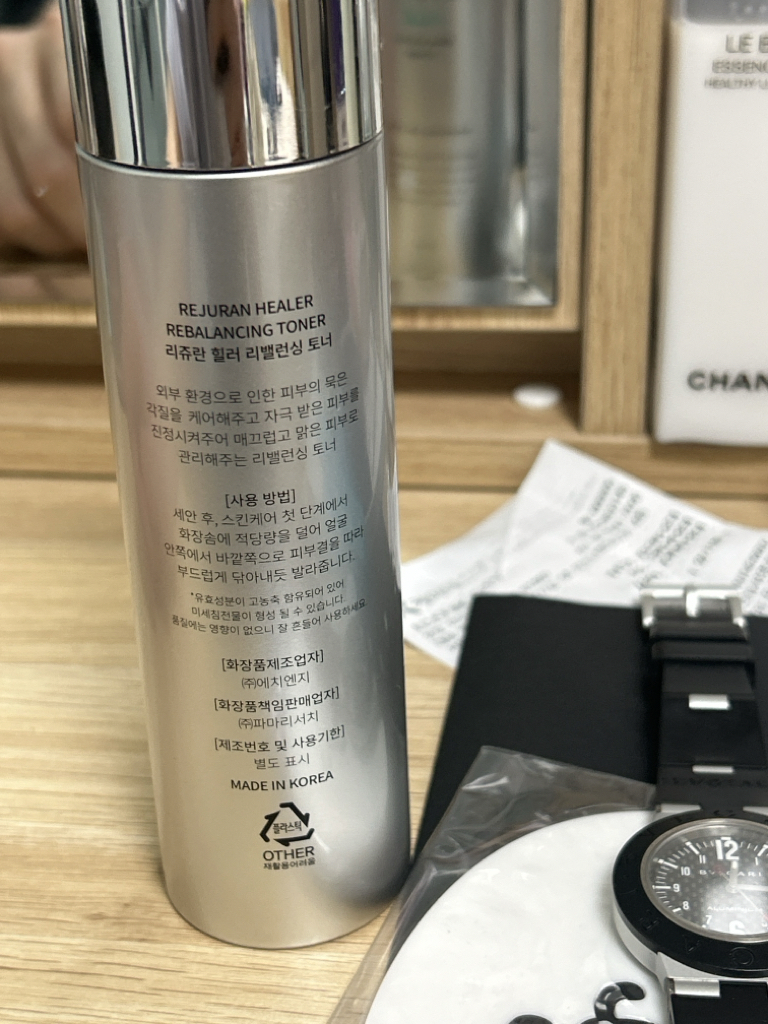 REJURAN HEALER
REBALANCING TONER
리쥬란 힐러 리밸런싱 토너
외부 환경으로 인한 피부의 묵은
각질을 케어해주고 자극 받은 피부를
진정시켜주어 매끄럽고 맑은 피부로
관리해주는 리밸런싱 토너
[사용 방법]
세안 후, 스킨케어 첫 단계에서
화장솜에 적당량을 덜어 얼굴
안쪽에서 바깥쪽으로 피부결을 따라
부드럽게 닦아내듯 발라줍니다.
*유효성분이 고농축 함유되어 있어
미세침전물이 형성 될 수 있습니다.
품질에는 영향이 없으니 잘 흔들어 사용하세요.
[화장품제조업자]
㈜에치엔지
[화장품책임판매업자]
㈜파마리서치
[제조번호 및 사용기한]
별도 표시
MADE IN KOREA
플라스틱
OTHER
재활용어려움
LE
ESSENC
HEALTHY
CHAN
12
11
10
9
8
7
BVLGARI